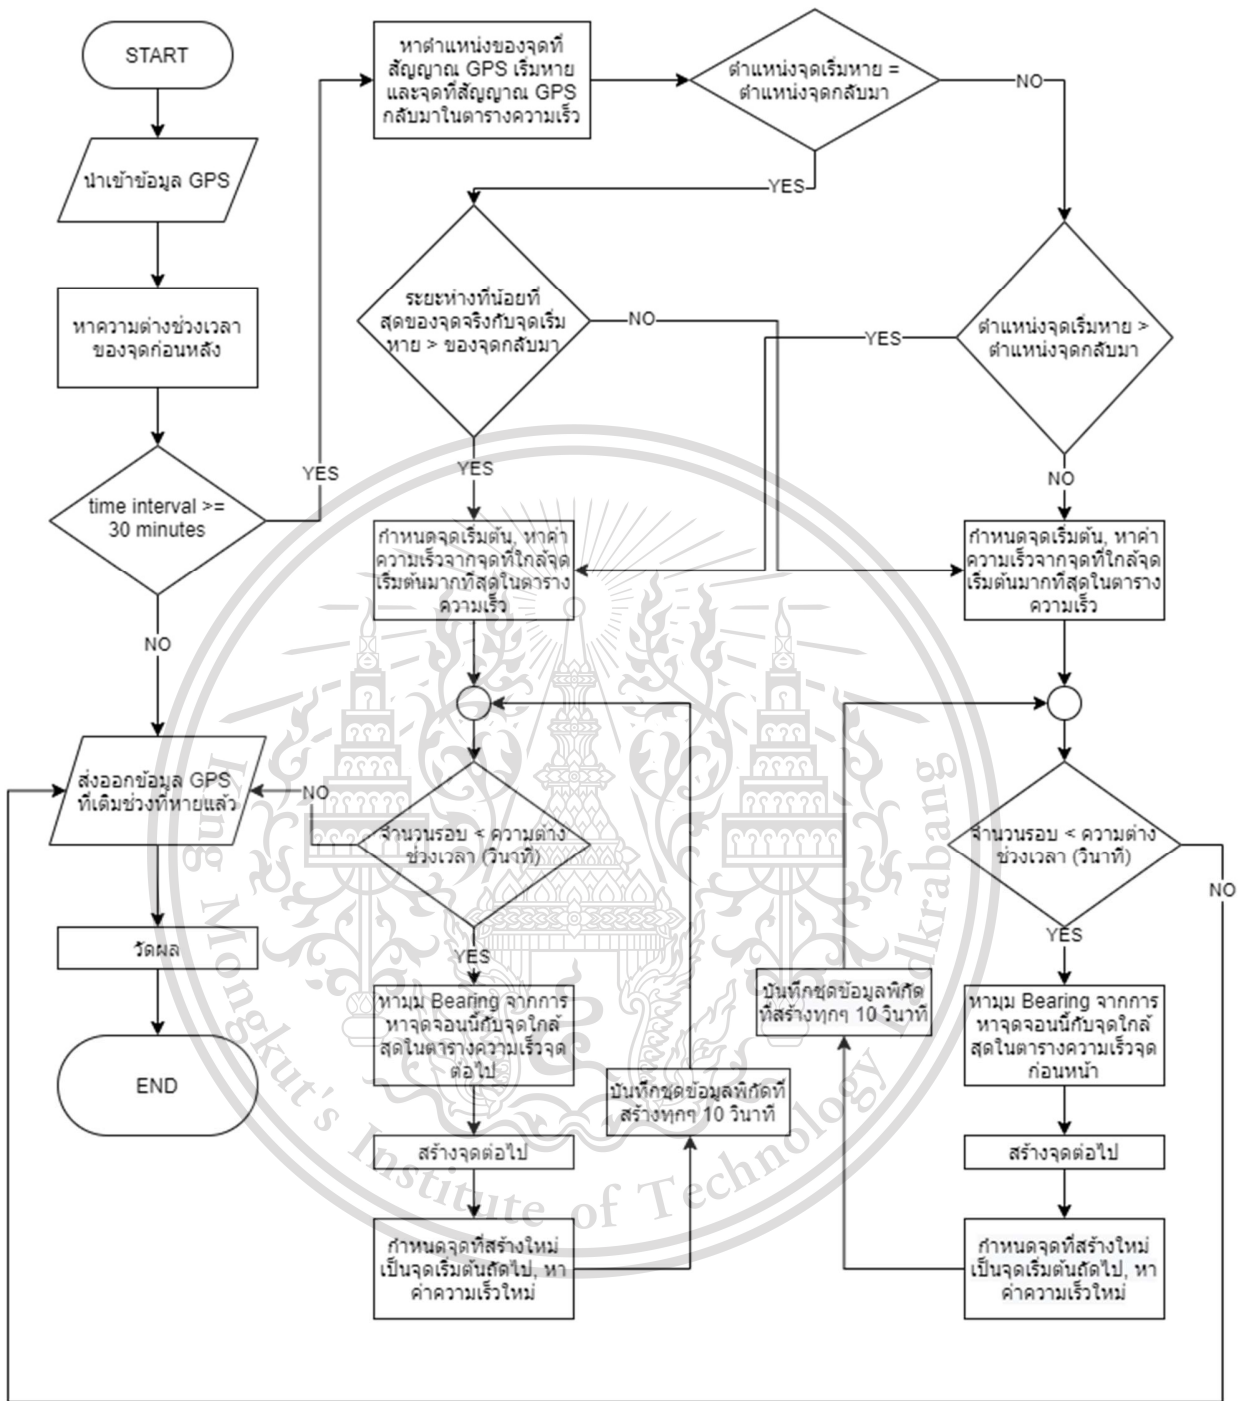 START
นำเข้าข้อมูล GPS
หาความต่างช่วงเวลา
ของจุดก่อนหลัง
time interval >=
30 minutes
YES
NO
หาตำแหน่งของจุดที่
สัญญาณ GPS เริ่มหาย
และจุดที่สัญญาณ GPS
กลับมาในตารางความเร็ว
ตำแหน่งจุดเริ่มหาย =
ตำแหน่งจุดกลับมา
NO
YES
ระยะห่างที่น้อยที่
สุดของจุดจริงกับจุดเริ่ม
หาย > ของจุดกลับมา
NO
YES
ตำแหน่งจุดเริ่มหาย >
ตำแหน่งจุดกลับมา
YES
NO
กำหนดจุดเริ่มต้น, หาค่า
ความเร็วจากจุดที่ใกล้จุด
เริ่มต้นมากที่สุดในตาราง
ความเร็ว
กำหนดจุดเริ่มต้น, หาค่า
ความเร็วจากจุดที่ใกล้จุด
เริ่มต้นมากที่สุดในตาราง
ความเร็ว
ส่งออกข้อมูล GPS
ที่เติมช่วงที่หายแล้ว
NO
จำนวนรอบ < ความต่าง
ช่วงเวลา (วินาที)
YES
จำนวนรอบ < ความต่าง
ช่วงเวลา (วินาที)
NO
YES
วัดผล
END
หามุม Bearing จากการ
หาจุดจอนนี้กับจุดใกล้
สุดในตารางความเร็วจุด
ต่อไป
บันทึกชุดข้อมูลพิกัดที่
สร้างทุกๆ 10 วินาที
บันทึกชุดข้อมูลพิกัด
ที่สร้างทุกๆ 10 วินาที
หามุม Bearing จากการ
หาจุดจอนนี้กับจุดใกล้
สุดในตารางความเร็วจุด
ก่อนหน้า
สร้างจุดต่อไป
สร้างจุดต่อไป
กำหนดจุดที่สร้างใหม่
เป็นจุดเริ่มต้นถัดไป, หา
ค่าความเร็วใหม่
กำหนดจุดที่สร้างใหม่
เป็นจุดเริ่มต้นถัดไป, หา
ค่าความเร็วใหม่
King Mongkut's Institute of Technology Ladkrabang